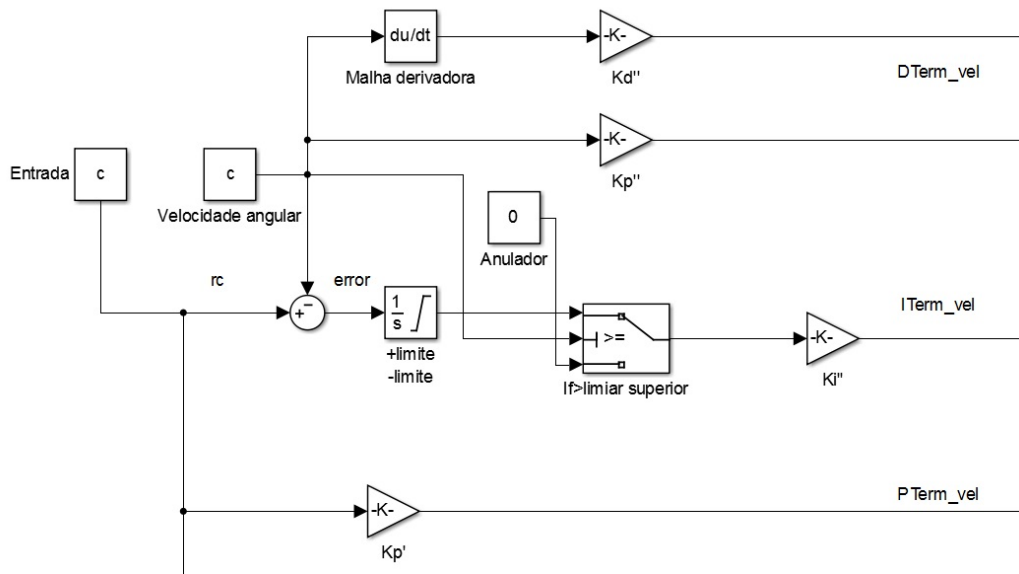 du/dt
Malha derivadora
-K-
Kd''
DTerm_vel
-K-
Kp''
Entrada
c
c
Velocidade angular
0
Anulador
rc
error
+
−
1
s
+limite
-limite
>=
If>limiar superior
-K-
Ki''
ITerm_vel
-K-
Kp'
PTerm_vel